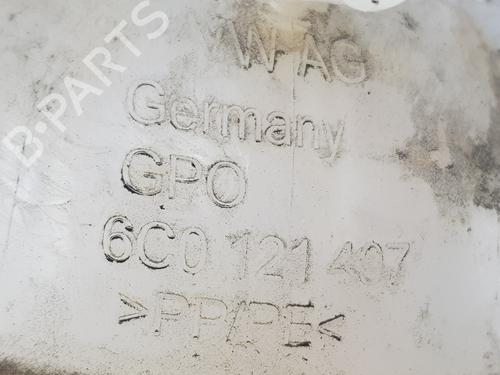 B-PARTS
VW AG
Germany
GPO
6C0 121 407
>PP/PE<